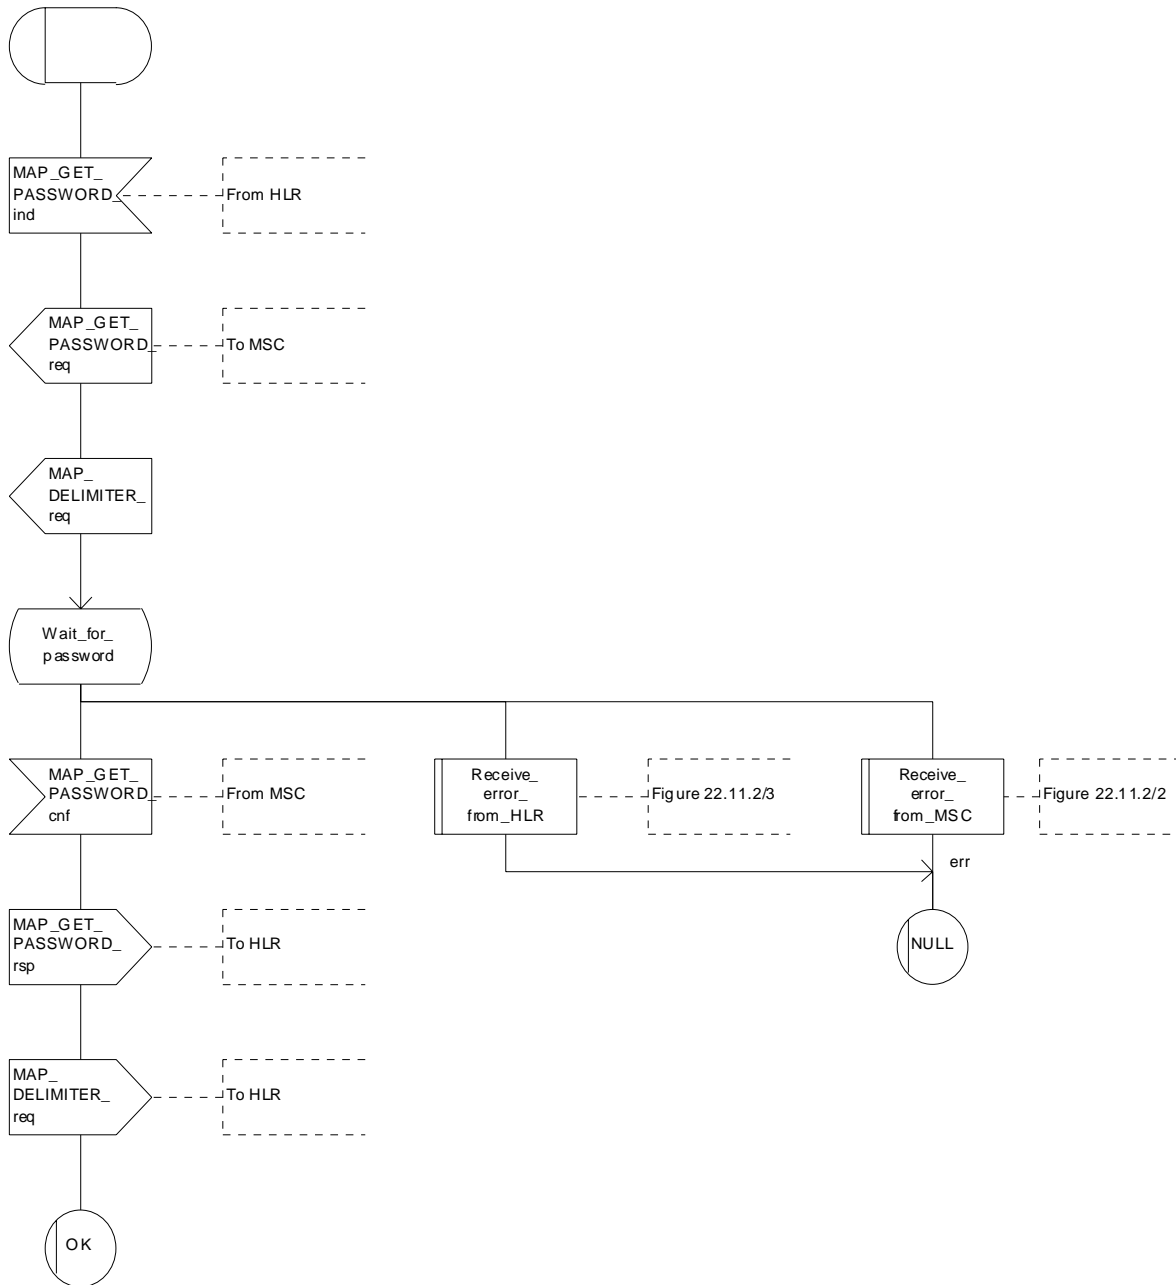 MAP_GET_
PASSWORD_
ind
From HLR
MAP_GET_
PASSWORD_
req
To MSC
MAP_
DELIMITER_
req
Wait_for_
password
MAP_GET_
PASSWORD_
cnf
From MSC
Receive_
error_
from_HLR
Figure 22.11.2/3
Receive_
error_
from_MSC
Figure 22.11.2/2
err
MAP_GET_
PASSWORD_
rsp
To HLR
NULL
MAP_
DELIMITER_
req
To HLR
OK